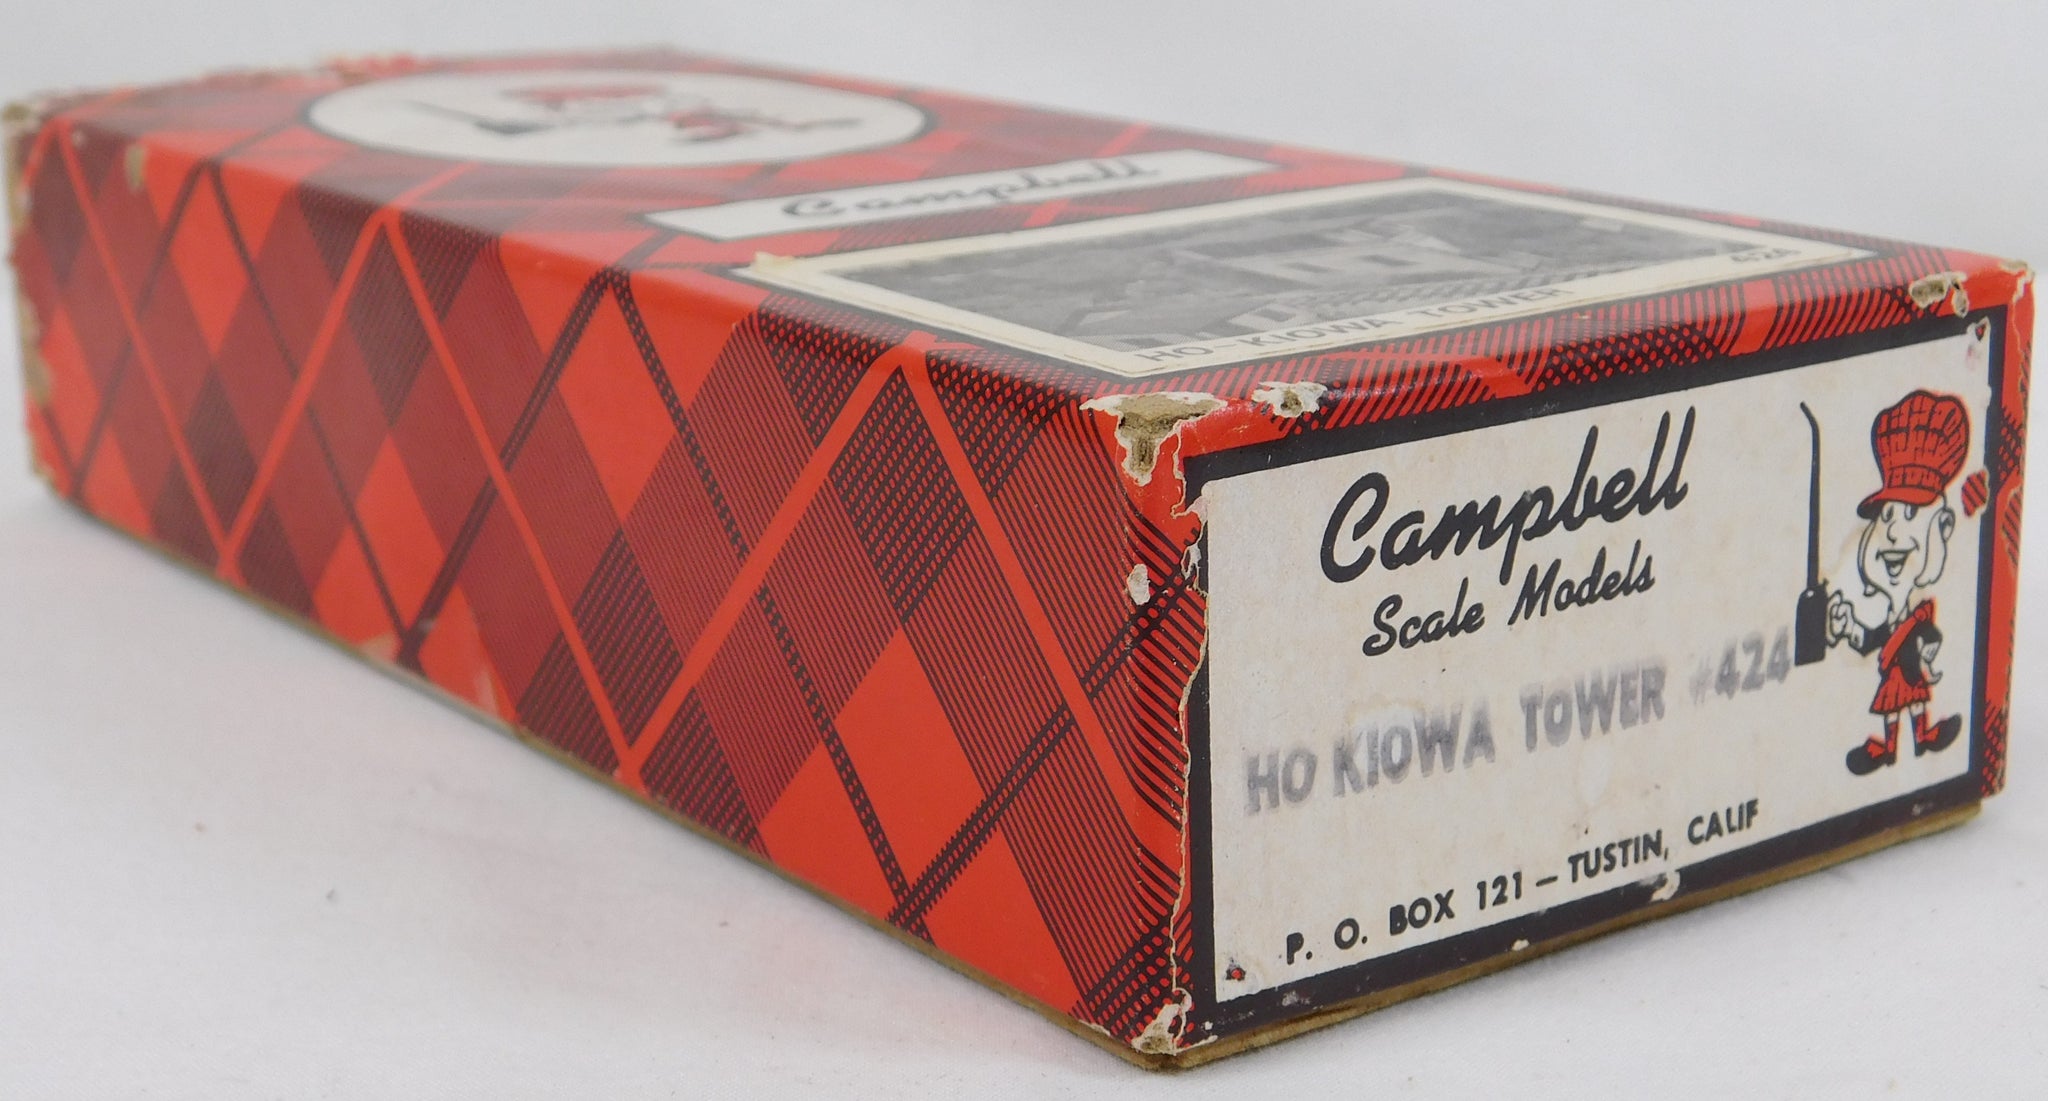 Campbell
424
HO-KIOWA TOWER
Campbell
Scale Models
HO KIOWA TOWER #424
P. O. BOX 121 – TUSTIN, CALIF